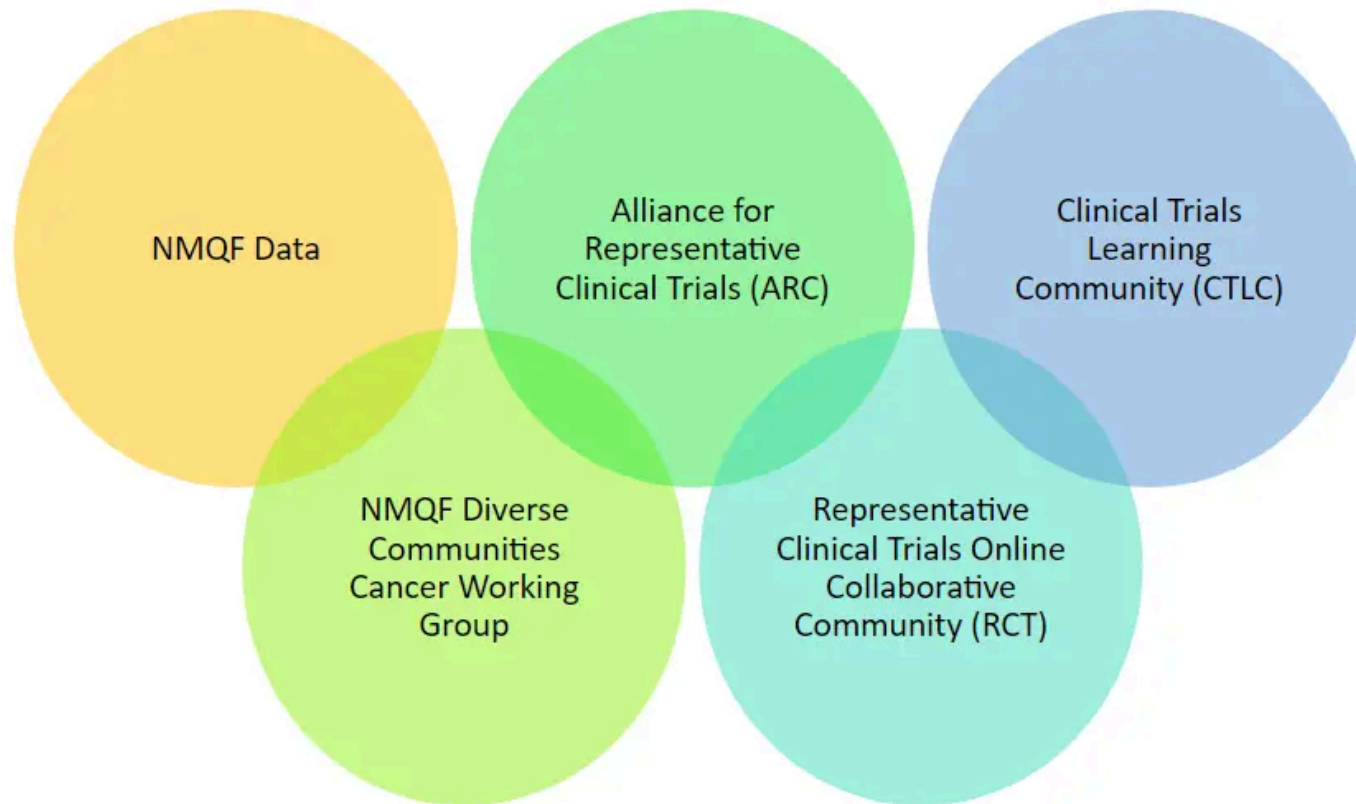 NMQF Data
Alliance for
Representative
Clinical Trials (ARC)
Clinical Trials
Learning
Community (CTLC)
NMQF Diverse
Communities
Cancer Working
Group
Representative
Clinical Trials Online
Collaborative
Community (RCT)